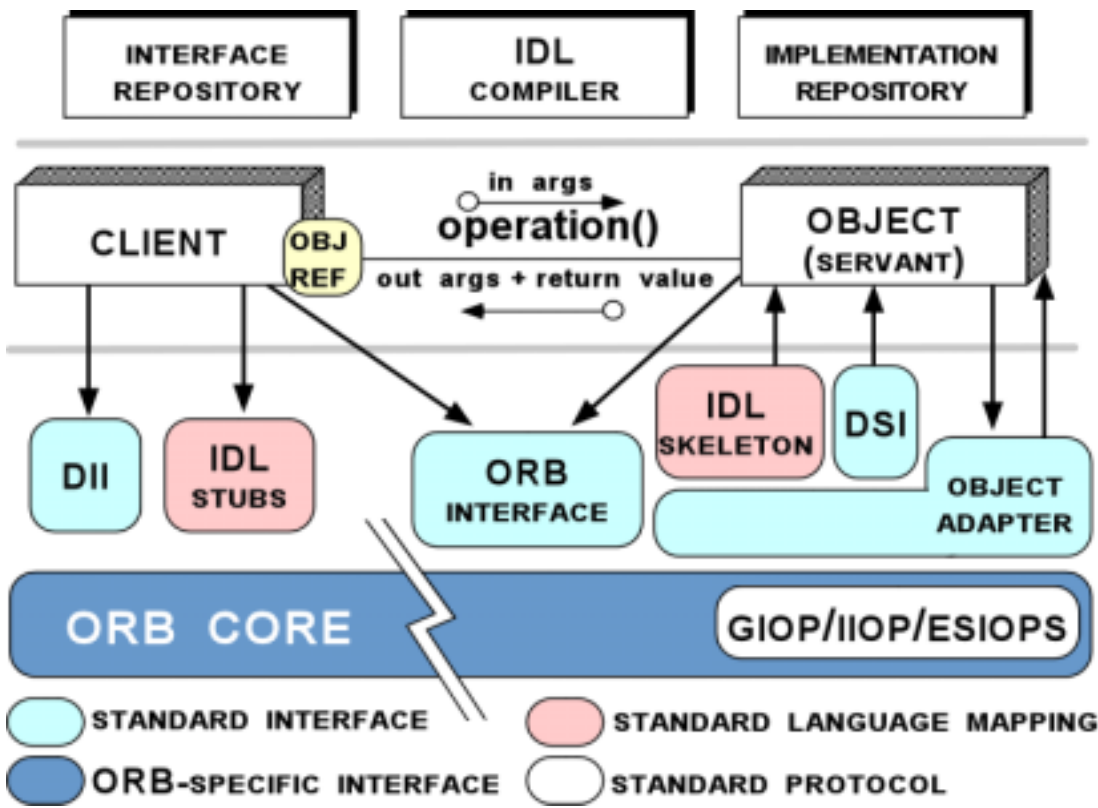 INTERFACE
REPOSITORY
IDL
COMPILER
IMPLEMENTATION
REPOSITORY
in args
operation()
out args + return value
CLIENT
OBJ
REF
OBJECT
(SERVANT)
DII
IDL
STUBS
ORB
INTERFACE
IDL
SKELETON
DSI
OBJECT
ADAPTER
ORB CORE
GIOP/IIOP/ESIOPS
STANDARD INTERFACE
STANDARD LANGUAGE MAPPING
ORB-SPECIFIC INTERFACE
STANDARD PROTOCOL